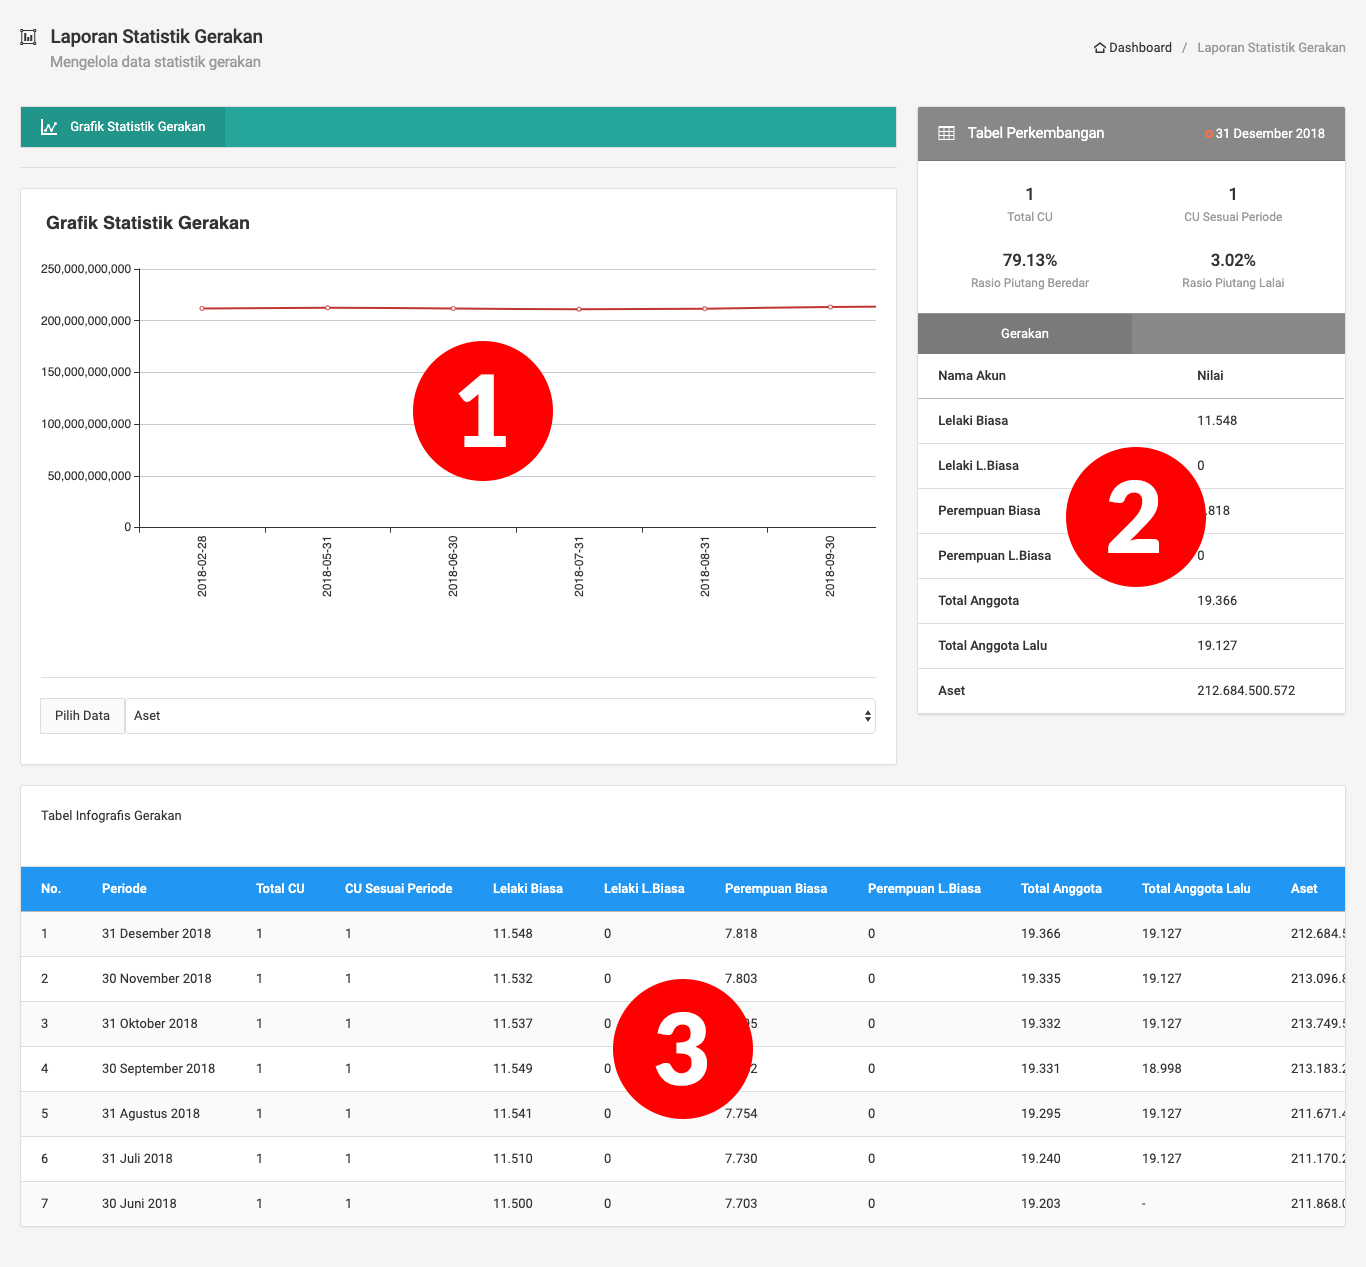 Laporan Statistik Gerakan
Mengelola data statistik gerakan
Dashboard / Laporan Statistik Gerakan
Grafik Statistik Gerakan
Grafik Statistik Gerakan
250,000,000,000
200,000,000,000
150,000,000,000
100,000,000,000
50,000,000,000
0
2018-02-28 2018-05-31 2018-06-30 2018-07-31 2018-08-31 2018-09-30
1
Pilih Data Aset
Tabel Perkembangan 31 Desember 2018
1 1
Total CU CU Sesuai Periode
79.13% 3.02%
Rasio Piutang Beredar Rasio Piutang Lalai
Gerakan
Nama Akun Nilai
Lelaki Biasa 11.548
Lelaki L.Biasa 0
Perempuan Biasa .818
Perempuan L.Biasa 0
2
Total Anggota 19.366
Total Anggota Lalu 19.127
Aset 212.684.500.572
Tabel Infografis Gerakan
No. Periode Total CU CU Sesuai Periode Lelaki Biasa Lelaki L.Biasa Perempuan Biasa Perempuan L.Biasa Total Anggota Total Anggota Lalu Aset
1 31 Desember 2018 1 1 11.548 0 7.818 0 19.366 19.127 212.684.5
2 30 November 2018 1 1 11.532 0 7.803 0 19.335 19.127 213.096.8
3 31 Oktober 2018 1 1 11.537 0 0 19.332 19.127 213.749.5
4 30 September 2018 1 1 11.549 0 0 19.331 18.998 213.183.2
5 31 Agustus 2018 1 1 11.541 0 7.754 0 19.295 19.127 211.671.4
6 31 Juli 2018 1 1 11.510 0 7.730 0 19.240 19.127 211.170.2
7 30 Juni 2018 1 1 11.500 0 7.703 0 19.203 - 211.868.0
3